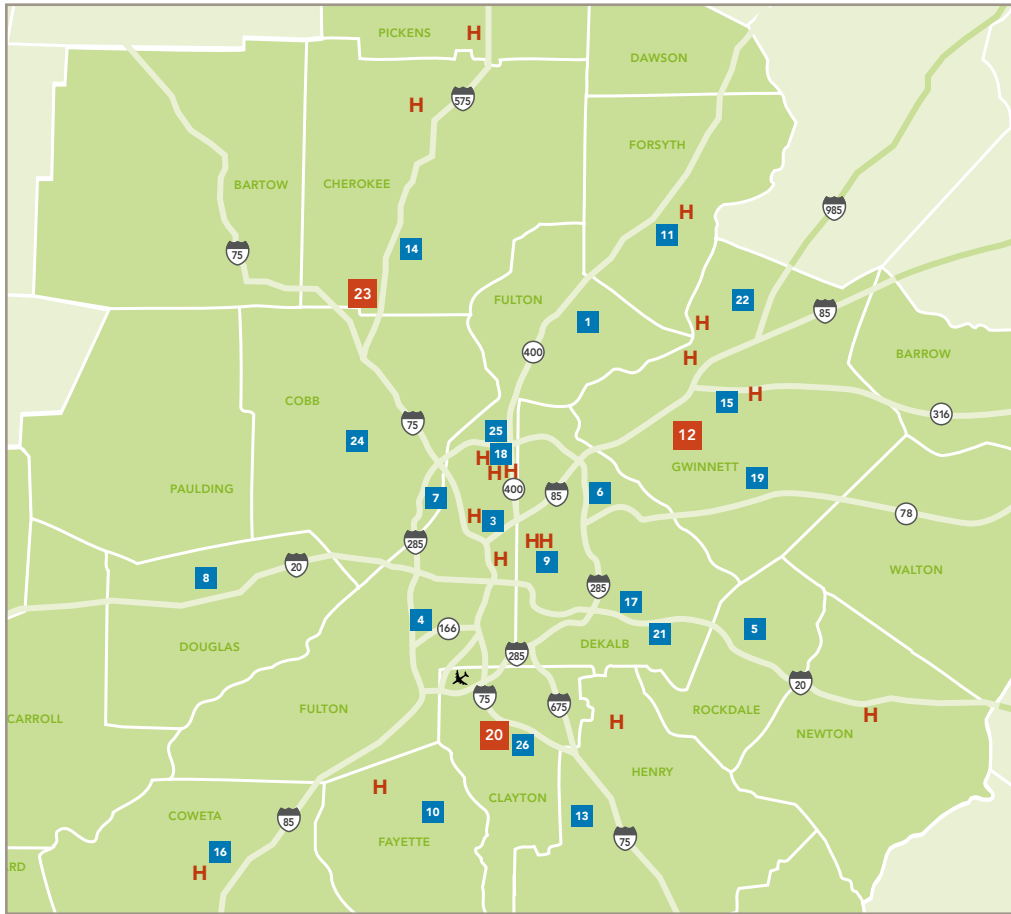 PICKENS
H
DAWSON
575
H
FORSYTH
BARTOW
CHEROKEE
985
H
11
14
75
23
FULTON
22
1
H
85
400
H
BARROW
H
15
COBB
316
75
25
12
24
18
H
H
H
GWINNETT
19
PAULDING
7
400
85
6
H
3
78
285
HH
H
9
20
8
WALTON
285
17
4
166
5
21
DOUGLAS
DEKALB
285
20
75
675
FULTON
ROCKDALE
CARROLL
H
H
NEWTON
20
26
HENRY
H
CLAYTON
10
COWETA
85
13
FAYETTE
75
16
RD
H